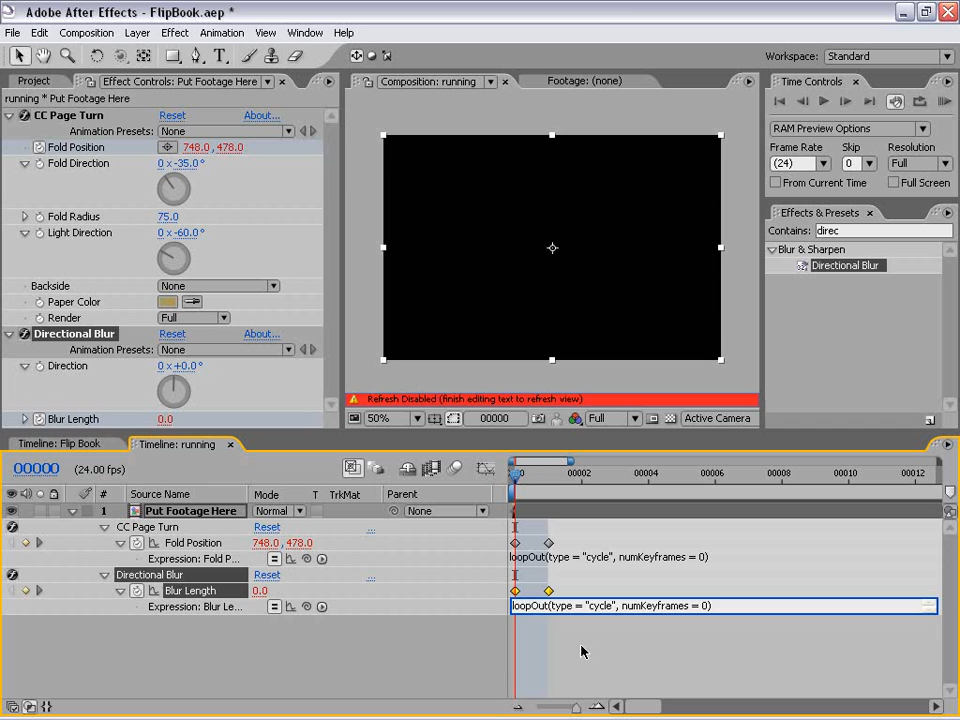 Adobe After Effects - FlipBook.aep *
File Edit Composition Layer Effect Animation View Window Help
Workspace: Standard
Project Effect Controls: Put Footage Here
running * Put Footage Here
CC Page Turn Reset About...
Animation Presets: None
Fold Position 748.0, 478.0
Fold Direction
0 x -35.0 °
Fold Radius 75.0
Light Direction 0 x -60.0 °
Backside None
Paper Color
Render Full
Directional Blur Reset About...
Animation Presets: None
Direction 0 x +0.0 °
Blur Length 0.0
Composition: running Footage: (none)
Refresh Disabled (finish editing text to refresh view)
50% 00000 Full Active Camera
Time Controls
RAM Preview Options
Frame Rate Skip Resolution
(24) 0 Full
From Current Time Full Screen
Effects & Presets
Contains: direc
Blur & Sharpen
Directional Blur
Timeline: Flip Book Timeline: running
00000 (24.00 fps)
00002 00004 00006 00008 00010 00012
# Source Name Mode T TrkMat Parent
1 Put Footage Here Normal None
CC Page Turn Reset ...
Fold Position 748.0, 478.0
Expression: Fold P... loopOut(type = "cycle", numKeyframes = 0)
Directional Blur Reset ...
Blur Length 0.0
Expression: Blur Le... loopOut(type = "cycle", numKeyframes = 0)